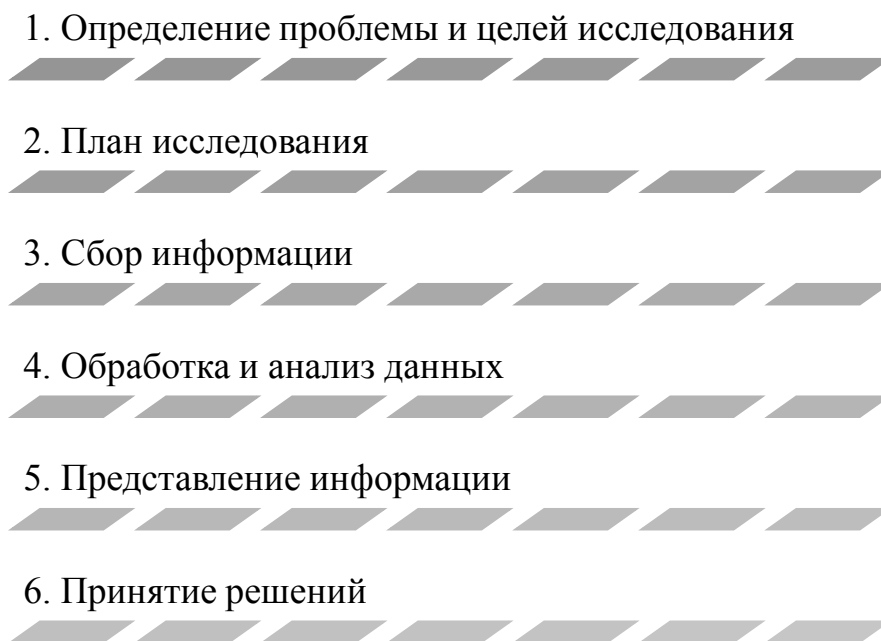 1. Определение проблемы и целей исследования
2. План исследования
3. Сбор информации
4. Обработка и анализ данных
5. Представление информации
6. Принятие решений